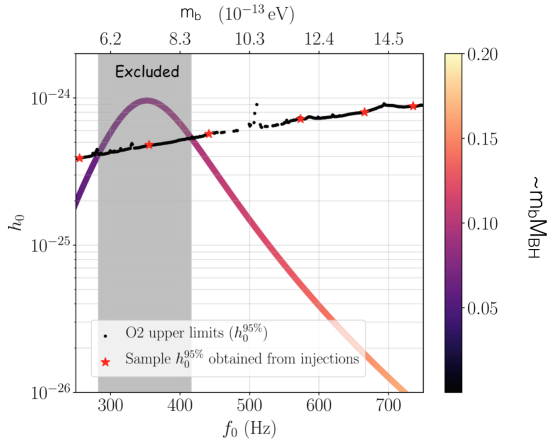 m_b (10^{-13} eV)
6.2 8.3 10.3 12.4 14.5
Excluded
10^{-24}
10^{-25}
10^{-26}
h_0
O2 upper limits (h_0^{95%})
Sample h_0^{95%} obtained from injections
300 400 500 600 700
f_0 (Hz)
0.20
0.15
0.10
0.05
~m_bM_{BH}